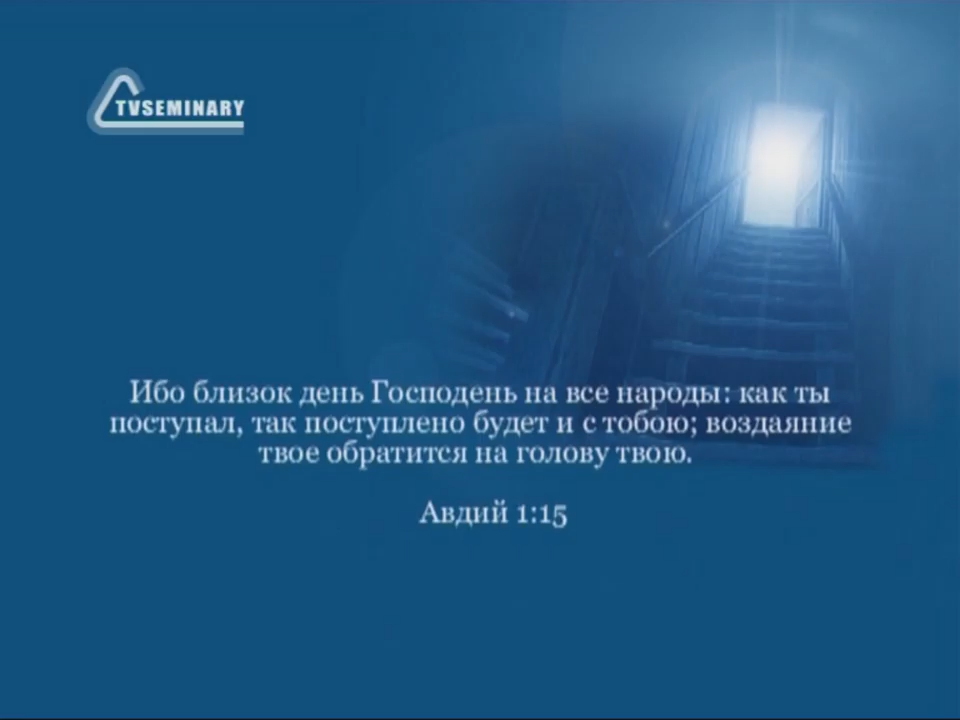 TVSEMINARY
Ибо близок день Господень на все народы: как ты
поступал, так поступлено будет и с тобою; воздаяние
твое обратится на голову твою.
Авдий 1:15